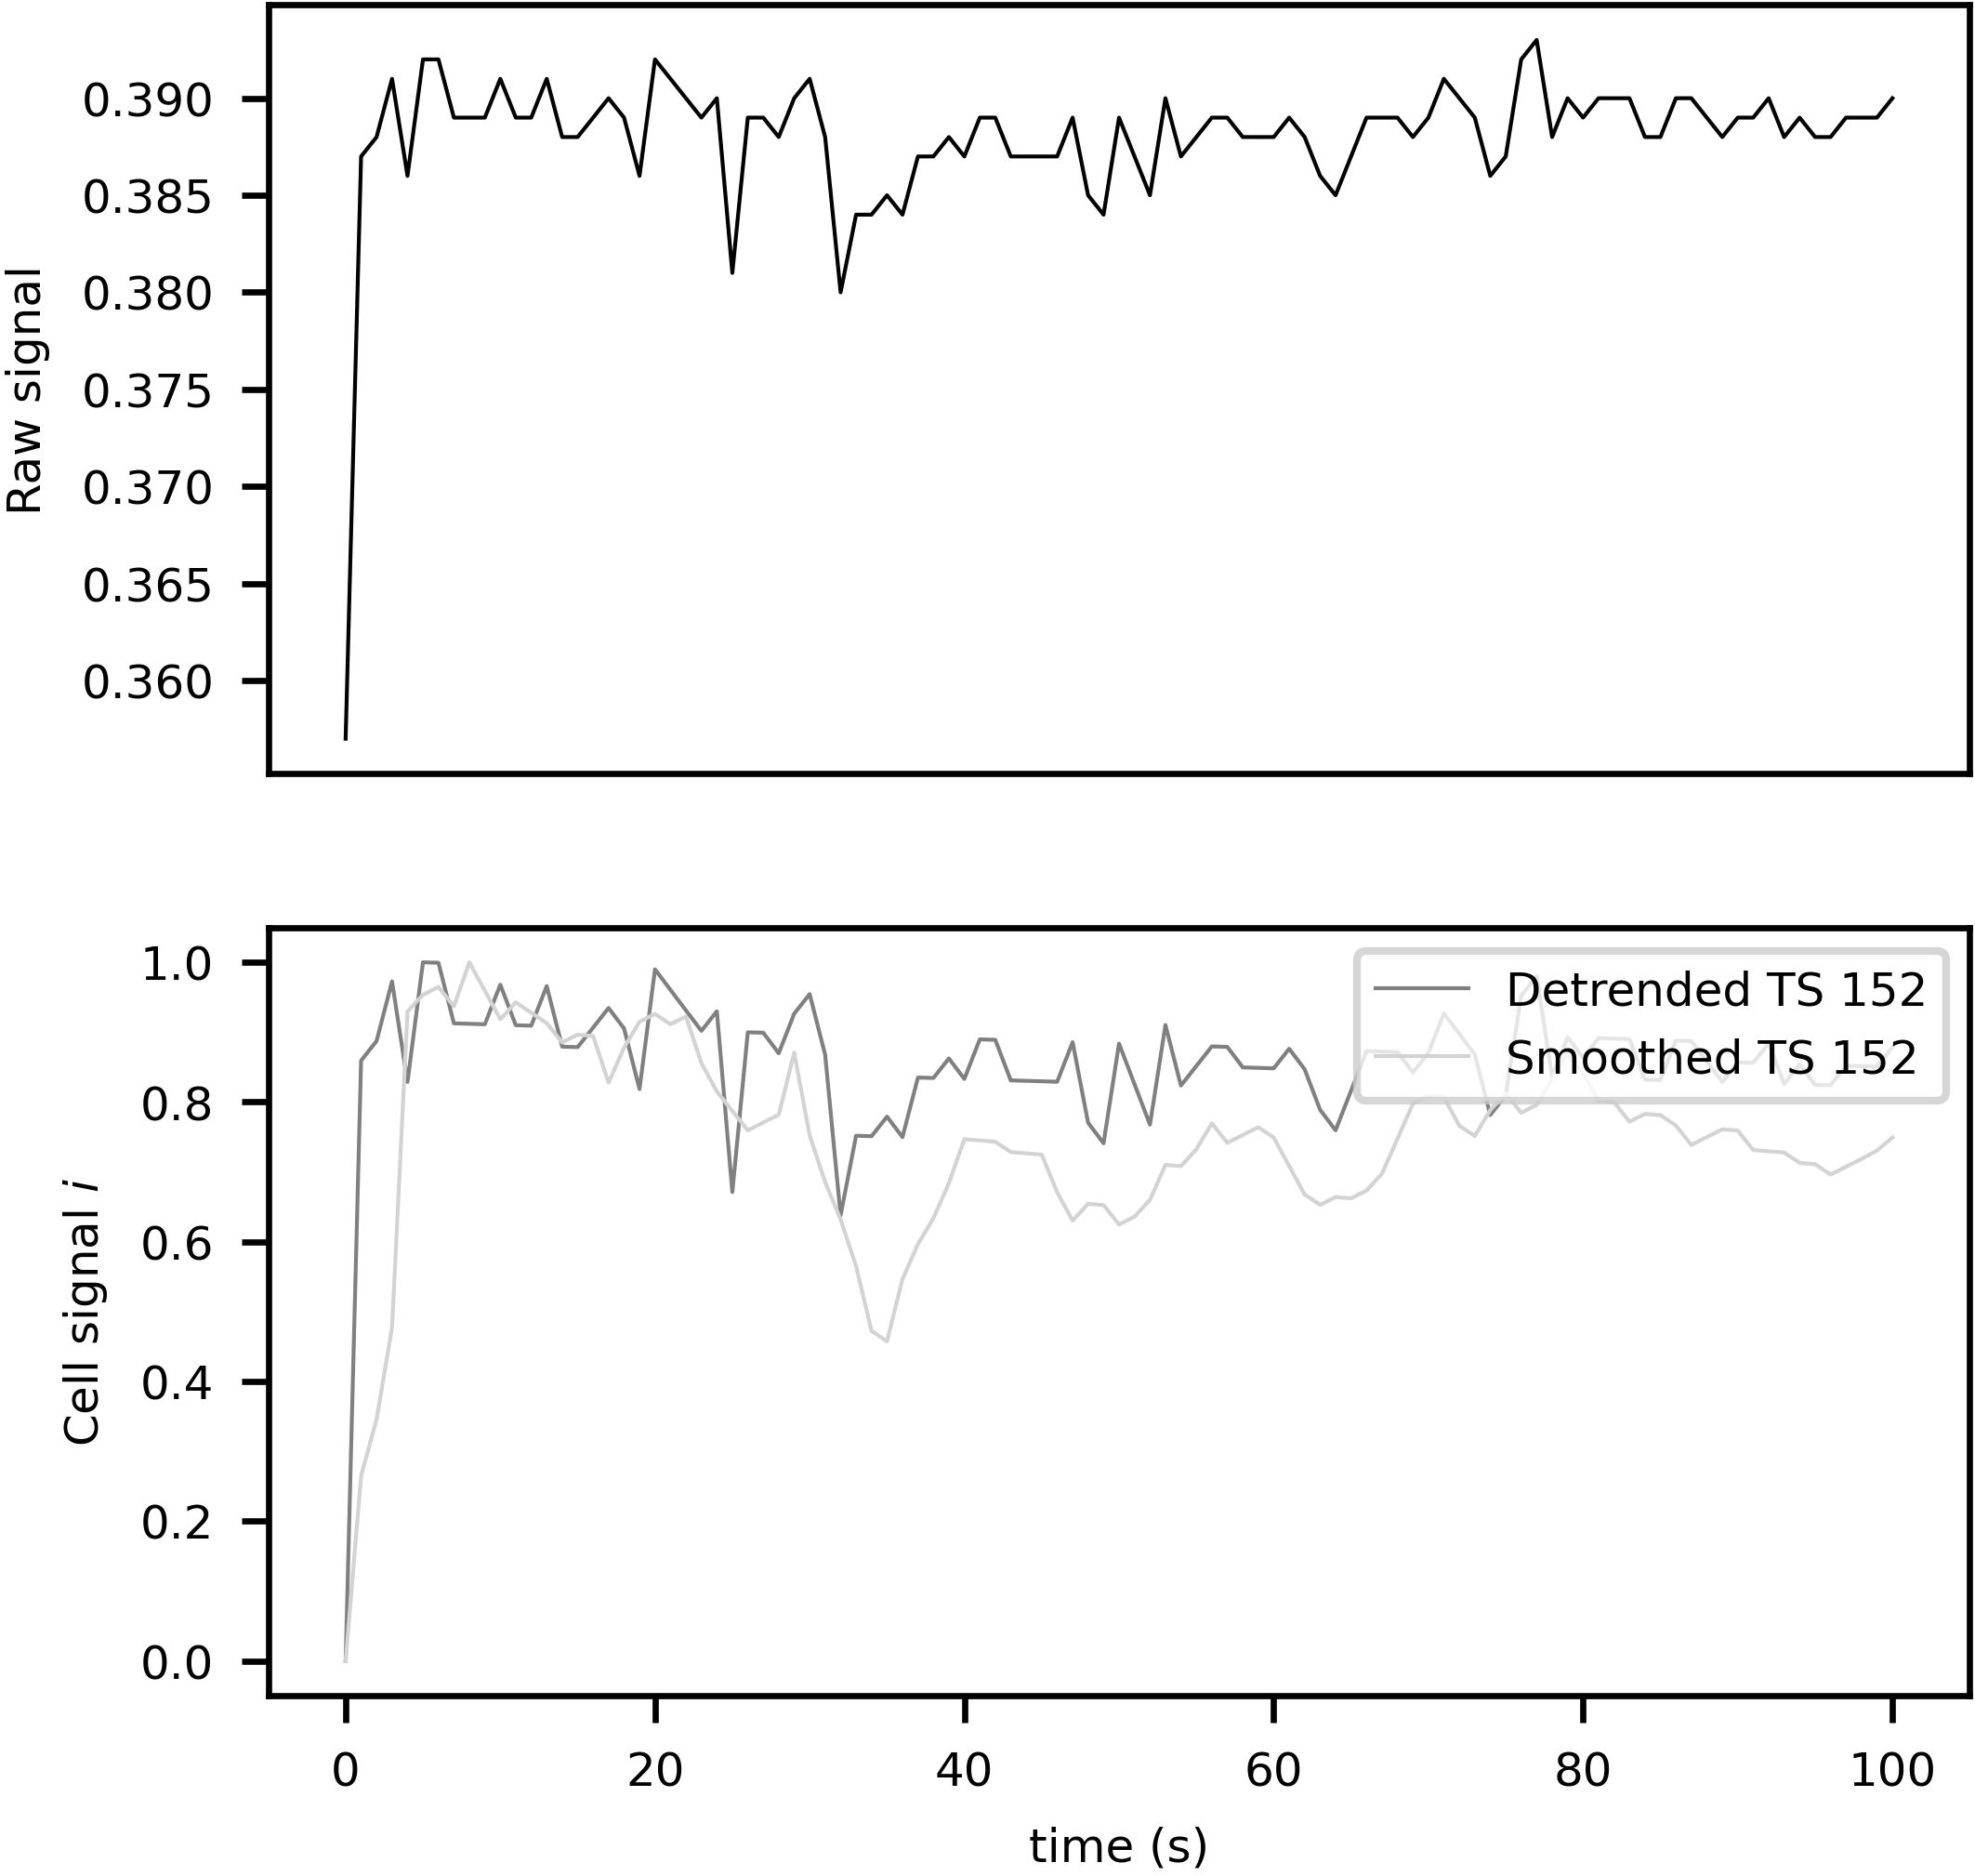 Raw signal
0.390
0.385
0.380
0.375
0.370
0.365
0.360
Cell signal i
1.0
0.8
0.6
0.4
0.2
0.0
Detrended TS 152
Smoothed TS 152
0 20 40 60 80 100
time (s)